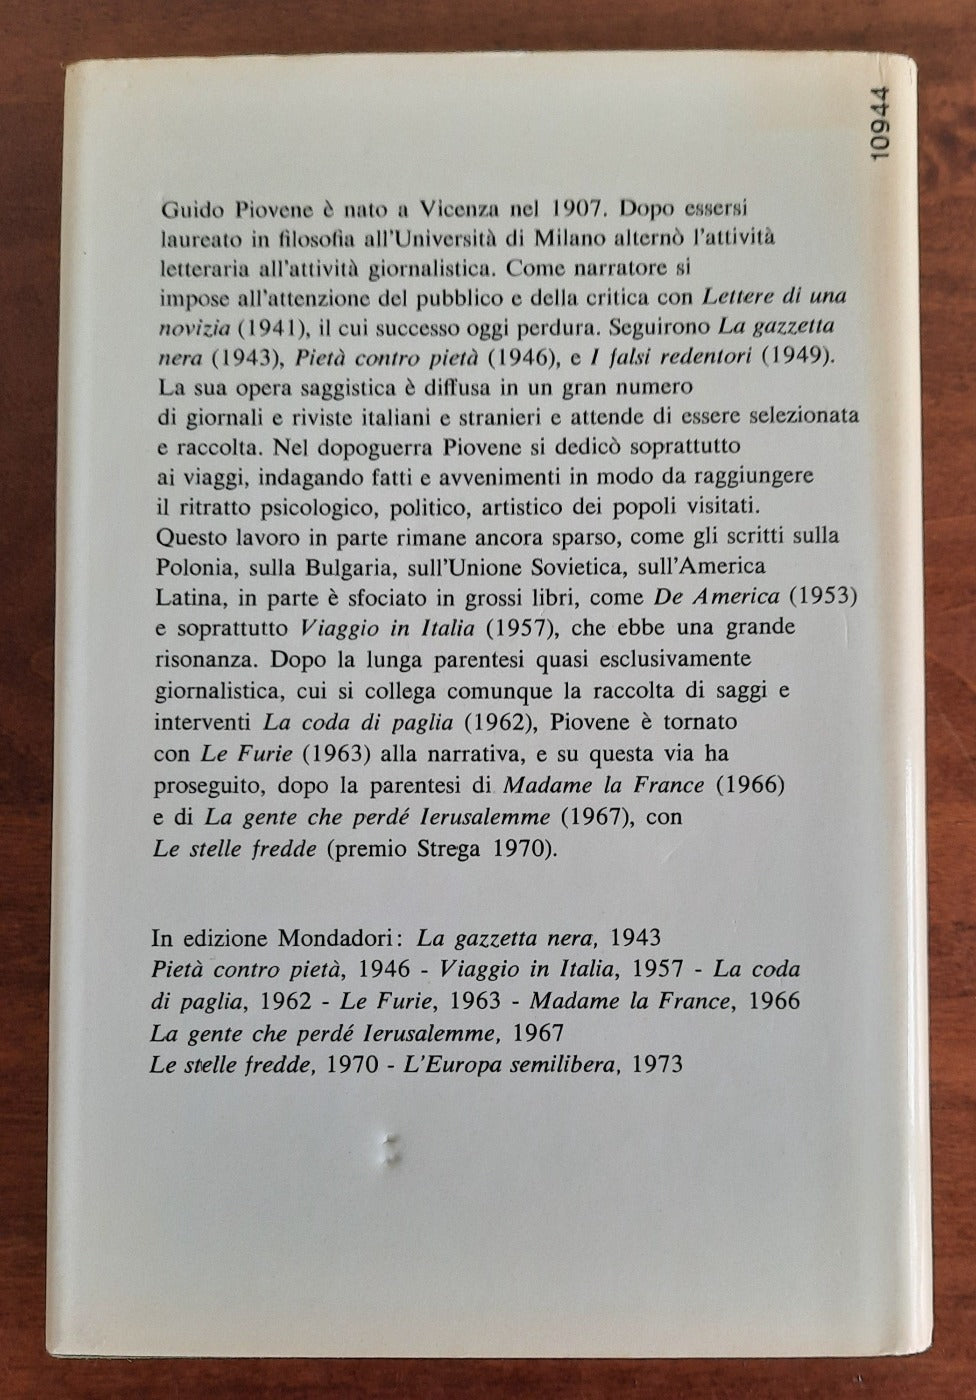 10944
Guido Piovene è nato a Vicenza nel 1907. Dopo essersi
laureato in filosofia all'Università di Milano alternò l'attività
letteraria all'attività giornalistica. Come narratore si
impose all'attenzione del pubblico e della critica con Lettere di una
novizia (1941), il cui successo oggi perdura. Seguirono La gazzetta
nera (1943), Pietà contro pietà (1946), e I falsi redentori (1949).
La sua opera saggistica è diffusa in un gran numero
di giornali e riviste italiani e stranieri e attende di essere selezionata
e raccolta. Nel dopoguerra Piovene si dedicò soprattutto
ai viaggi, indagando fatti e avvenimenti in modo da raggiungere
il ritratto psicologico, politico, artistico dei popoli visitati.
Questo lavoro in parte rimane ancora sparso, come gli scritti sulla
Polonia, sulla Bulgaria, sull'Unione Sovietica, sull'America
Latina, in parte è sfociato in grossi libri, come De America (1953)
e soprattutto Viaggio in Italia (1957), che ebbe una grande
risonanza. Dopo la lunga parentesi quasi esclusivamente
giornalistica, cui si collega comunque la raccolta di saggi e
interventi La coda di paglia (1962), Piovene è tornato
con Le Furie (1963) alla narrativa, e su questa via ha
proseguito, dopo la parentesi di Madame la France (1966)
e di La gente che perdé Ierusalemme (1967), con
Le stelle fredde (premio Strega 1970).
In edizione Mondadori: La gazzetta nera, 1943
Pietà contro pietà, 1946 - Viaggio in Italia, 1957 - La coda
di paglia, 1962 - Le Furie, 1963 - Madame la France, 1966
La gente che perdé Ierusalemme, 1967
Le stelle fredde, 1970 - L'Europa semilibera, 1973